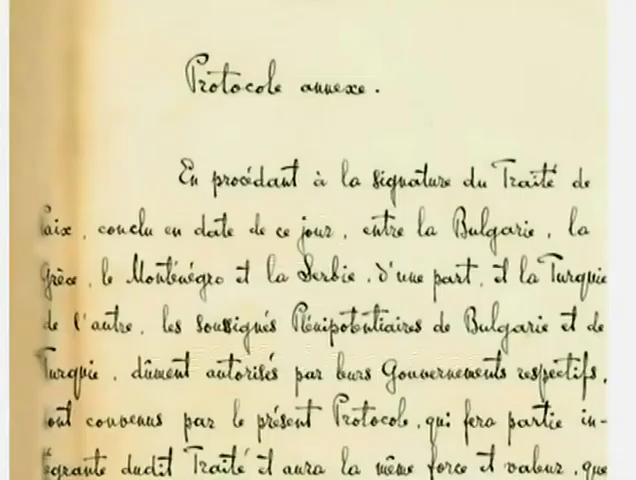 Protocole annexe.
En procédant à la signature du Traité de
Paix, conclu en date de ce jour, entre la Bulgarie, la
Grèce, le Monténégro et la Serbie, d'une part, et la Turquie
de l'autre, les soussignés Plénipotentiaires de Bulgarie et de
Turquie, dûment autorisés par leurs Gouvernements respectifs,
sont convenus par le présent Protocole, qui fera partie in-
tégrante dudit Traité et aura la même force et valeur, que